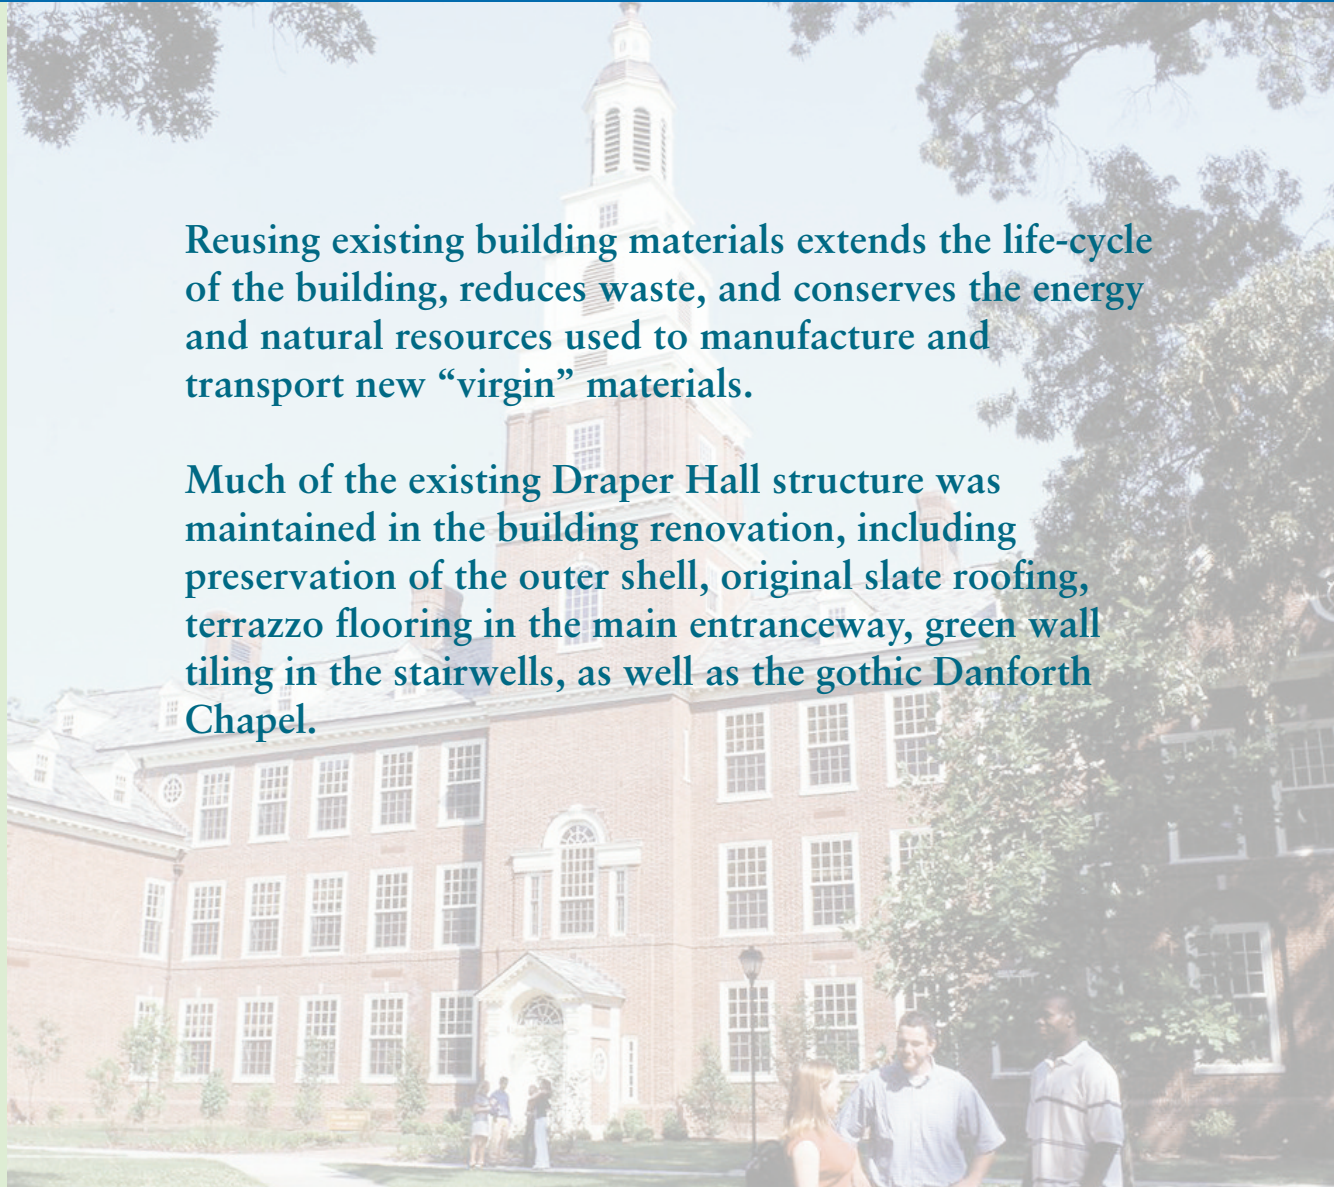 Reusing existing building materials extends the life-cycle
of the building, reduces waste, and conserves the energy
and natural resources used to manufacture and
transport new “virgin” materials.
Much of the existing Draper Hall structure was
maintained in the building renovation, including
preservation of the outer shell, original slate roofing,
terrazzo flooring in the main entranceway, green wall
tiling in the stairwells, as well as the gothic Danforth
Chapel.